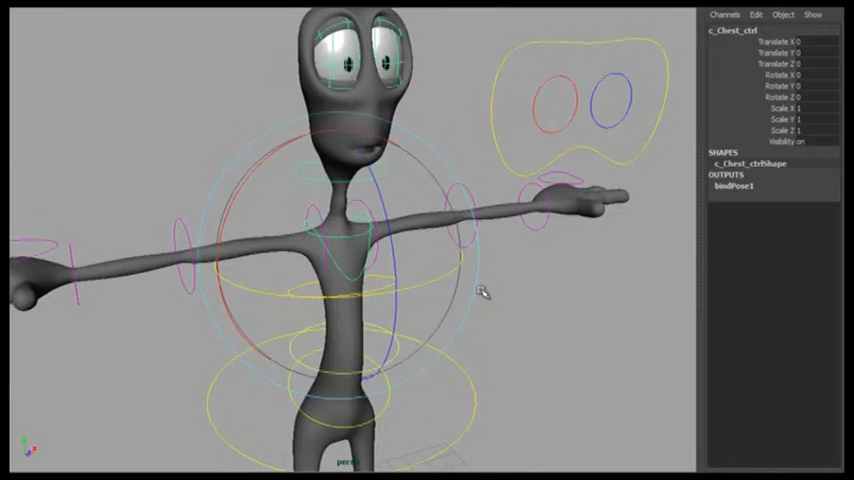 Channels Edit Object Show
c_Chest_ctrl
Translate X 0
Translate Y 0
Translate Z 0
Rotate X 0
Rotate Y 0
Rotate Z 0
Scale X 1
Scale Y 1
Scale Z 1
Visibility on
SHAPES
c_Chest_ctrlShape
OUTPUTS
bindPose1
persp